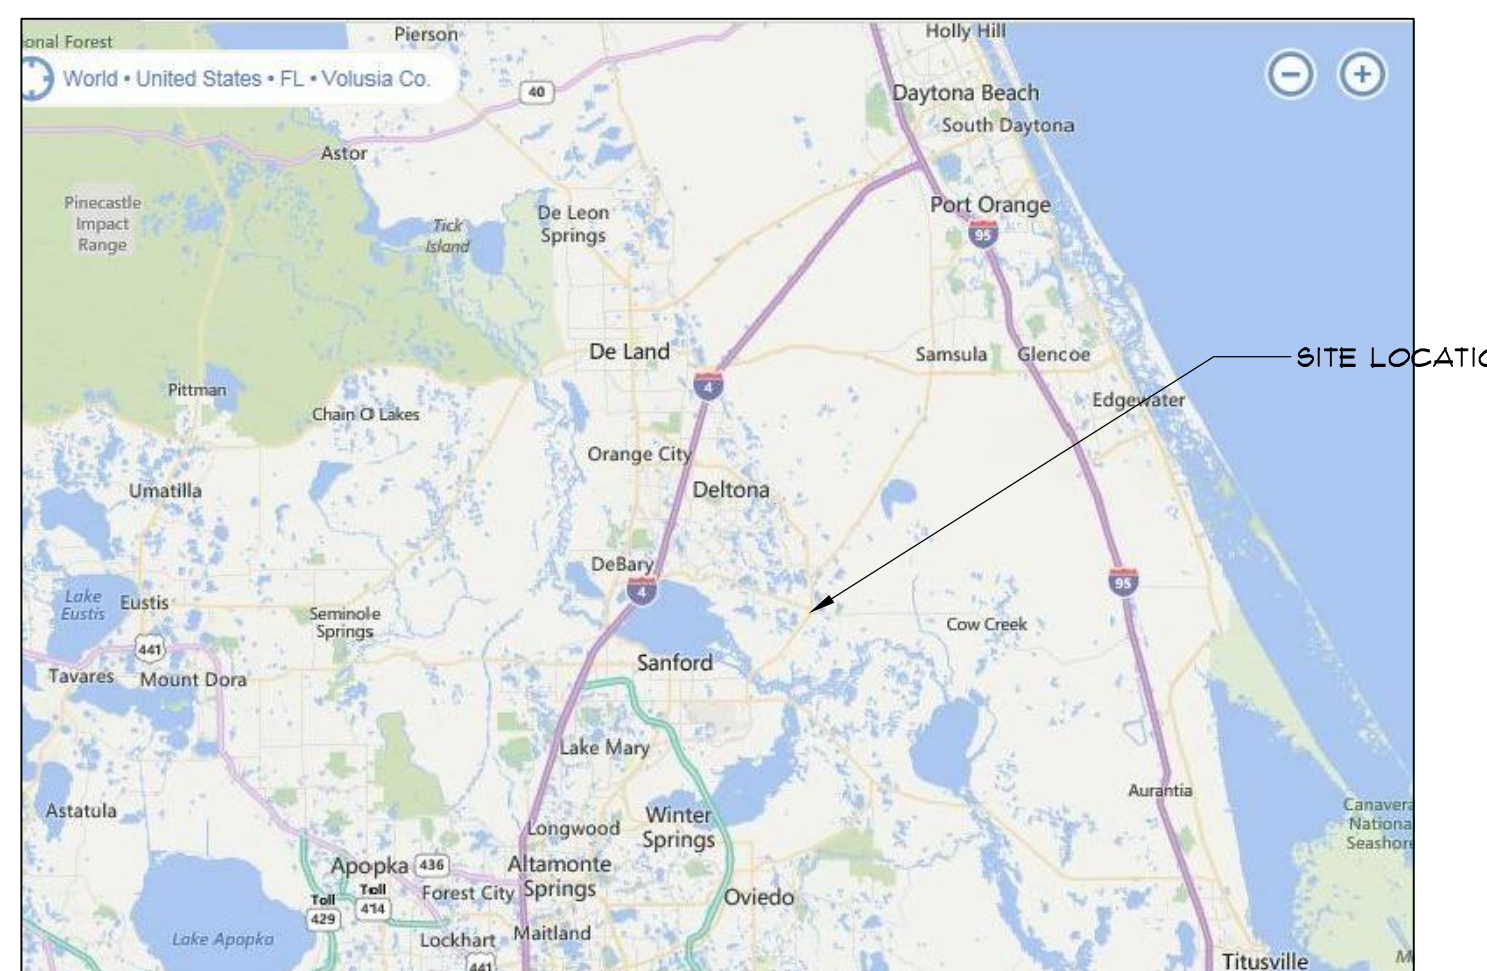 ional Forest
Pierson
Holly Hill
World • United States • FL • Volusia Co.
40
Daytona Beach
South Daytona
Astor
Pinecastle
Impact
Range
Tick
Island
De Leon
Springs
Port Orange
95
De Land
Samsula
Glencoe
SITE LOCATIO
4
Pittman
Edgewater
Chain O Lakes
Orange City
Umatilla
Deltona
DeBary
4
95
Lake
Eustis
Eustis
Seminole
Springs
Cow Creek
441
Sanford
Tavares
Mount Dora
Lake Mary
Aurantia
Astatula
Canavera
Nationa
Seashore
Winter
Springs
Longwood
Apopka
436
Altamonte
Springs
Forest City
Toll
414
Toll
429
Oviedo
Lake Apopka
Lockhart
Maitland
441
Titusville
M